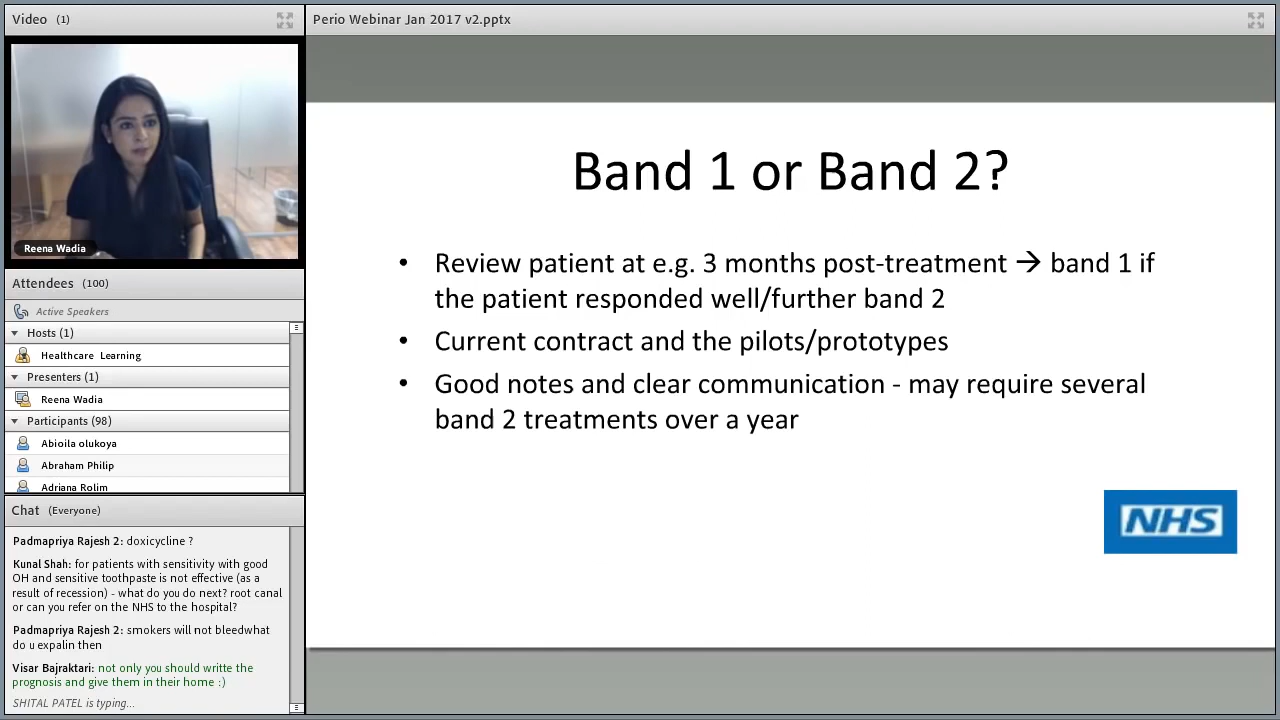 Video (1)
Reena Wadia
Attendees (100)
Active Speakers
Hosts (1)
Healthcare Learning
Presenters (1)
Reena Wadia
Participants (98)
Abioila olukoya
Abraham Philip
Adriana Rolim
Chat (Everyone)
Padmapriya Rajesh 2: doxicycline ?
Kunal Shah: for patients with sensitivity with good
OH and sensitive toothpaste is not effective (as a
result of recession) - what do you do next? root canal
or can you refer on the NHS to the hospital?
Padmapriya Rajesh 2: smokers will not bleedwhat
do u expalin then
Visar Bajraktari: not only you should writte the
prognosis and give them in their home :)
SHITAL PATEL is typing...
Perio Webinar Jan 2017 v2.pptx
Band 1 or Band 2?
• Review patient at e.g. 3 months post-treatment → band 1 if
the patient responded well/further band 2
• Current contract and the pilots/prototypes
• Good notes and clear communication - may require several
band 2 treatments over a year
NHS